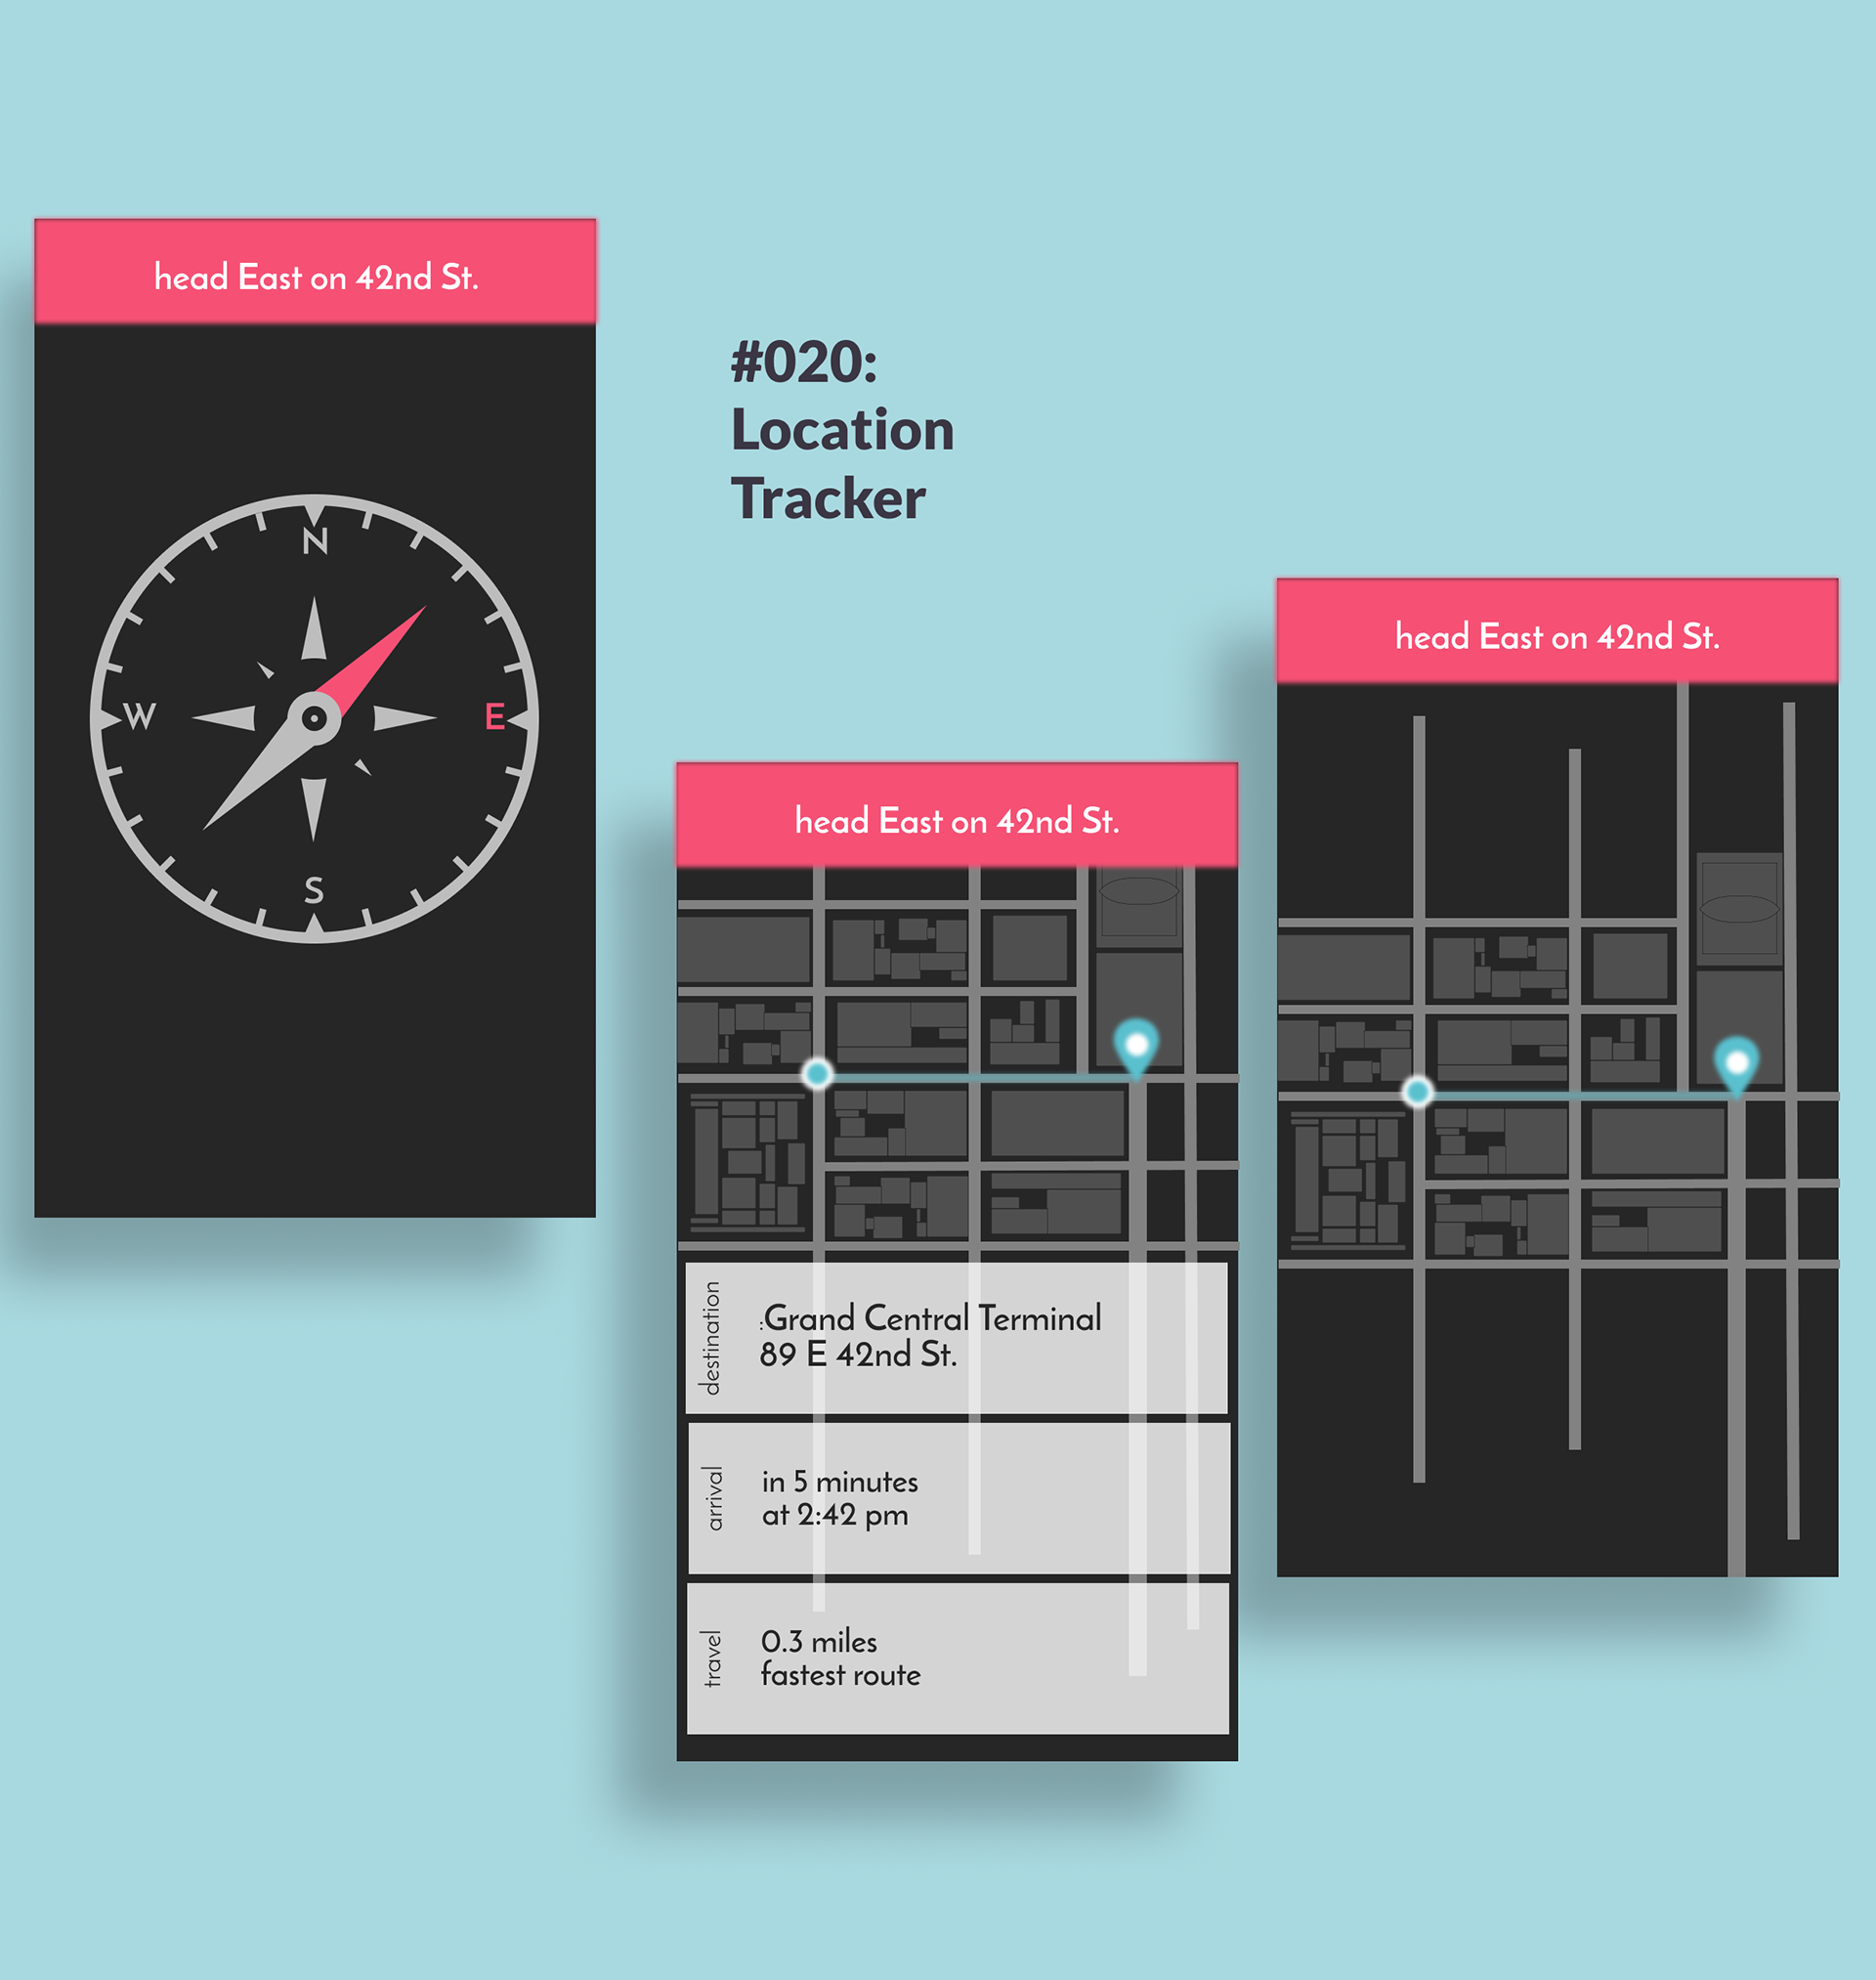 head East on 42nd St.
N
W
E
S
#020:
Location
Tracker
head East on 42nd St.
destination
:Grand Central Terminal
89 E 42nd St.
arrival
in 5 minutes
at 2:42 pm
travel
0.3 miles
fastest route
head East on 42nd St.